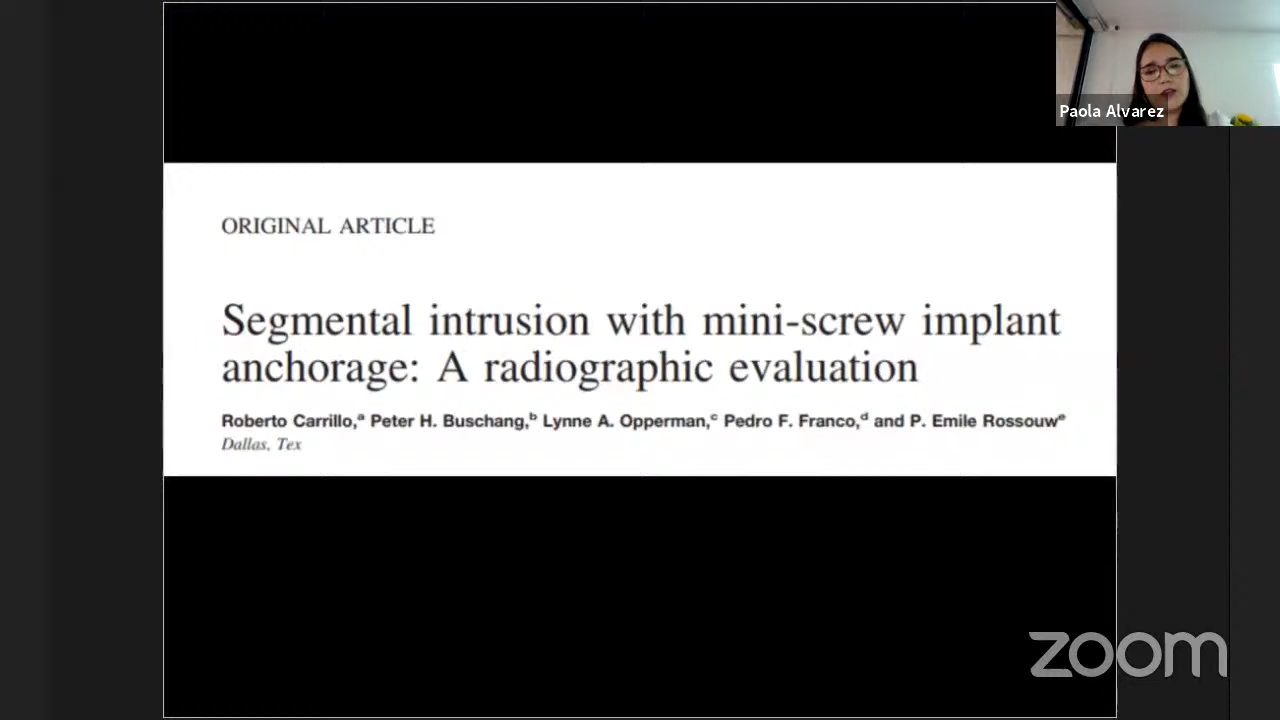 Paola Alvarez
ORIGINAL ARTICLE
Segmental intrusion with mini-screw implant
anchorage: A radiographic evaluation
Roberto Carrillo,ᵃ Peter H. Buschang,ᵇ Lynne A. Opperman,ᶜ Pedro F. Franco,ᵈ and P. Emile Rossouwᵉ
Dallas, Tex
zoom